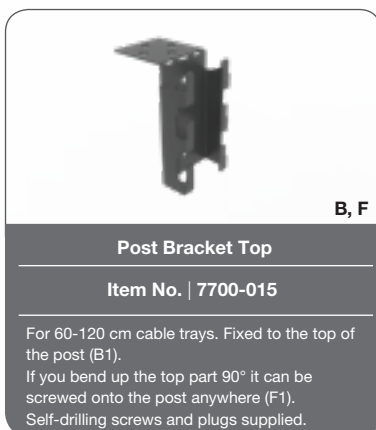 B, F
Post Bracket Top
Item No. | 7700-015
For 60-120 cm cable trays. Fixed to the top of
the post (B1).
If you bend up the top part 90° it can be
screwed onto the post anywhere (F1).
Self-drilling screws and plugs supplied.